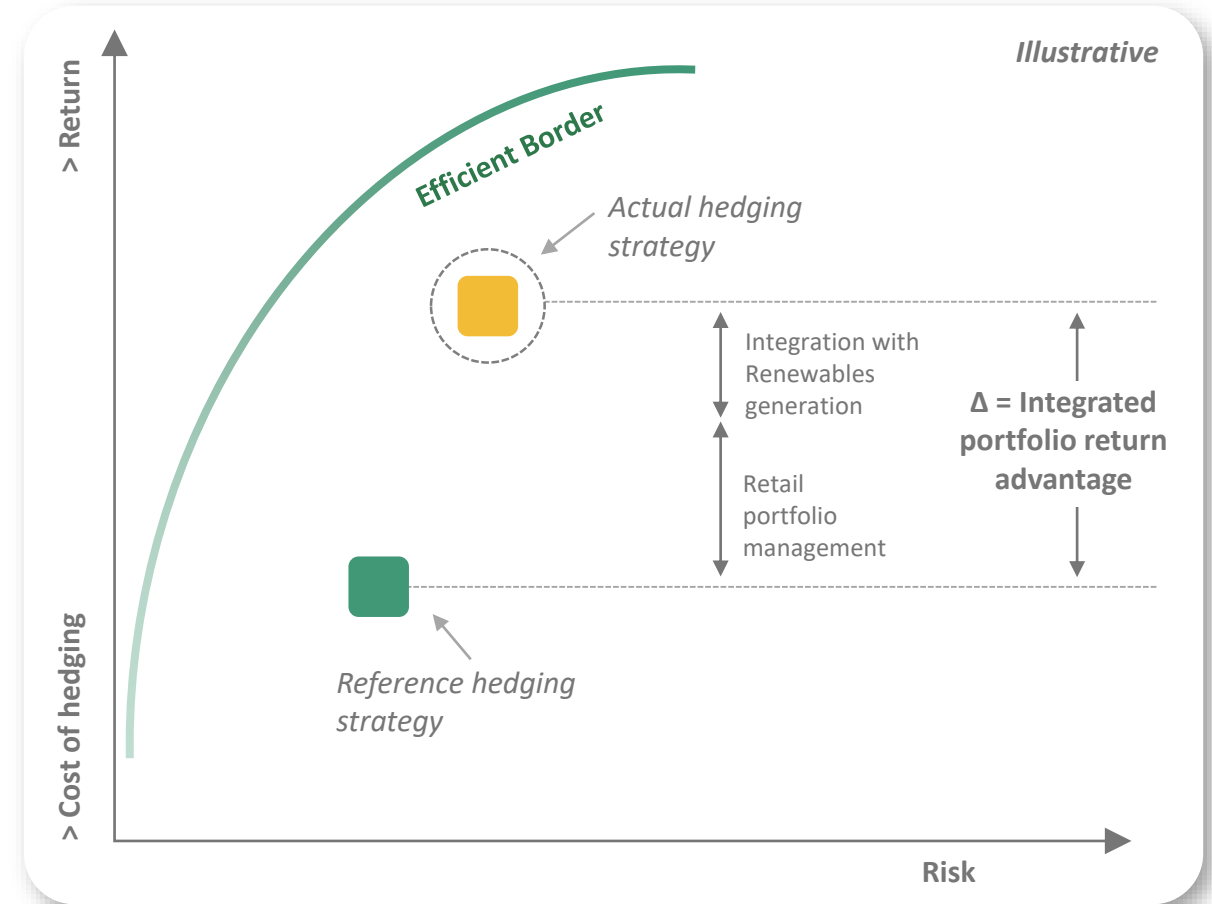 Illustrative
> Return
Efficient Border
Actual hedging
strategy
Integration with
Renewables
generation
Δ = Integrated
portfolio return
advantage
Retail
portfolio
management
Reference hedging
strategy
> Cost of hedging
Risk